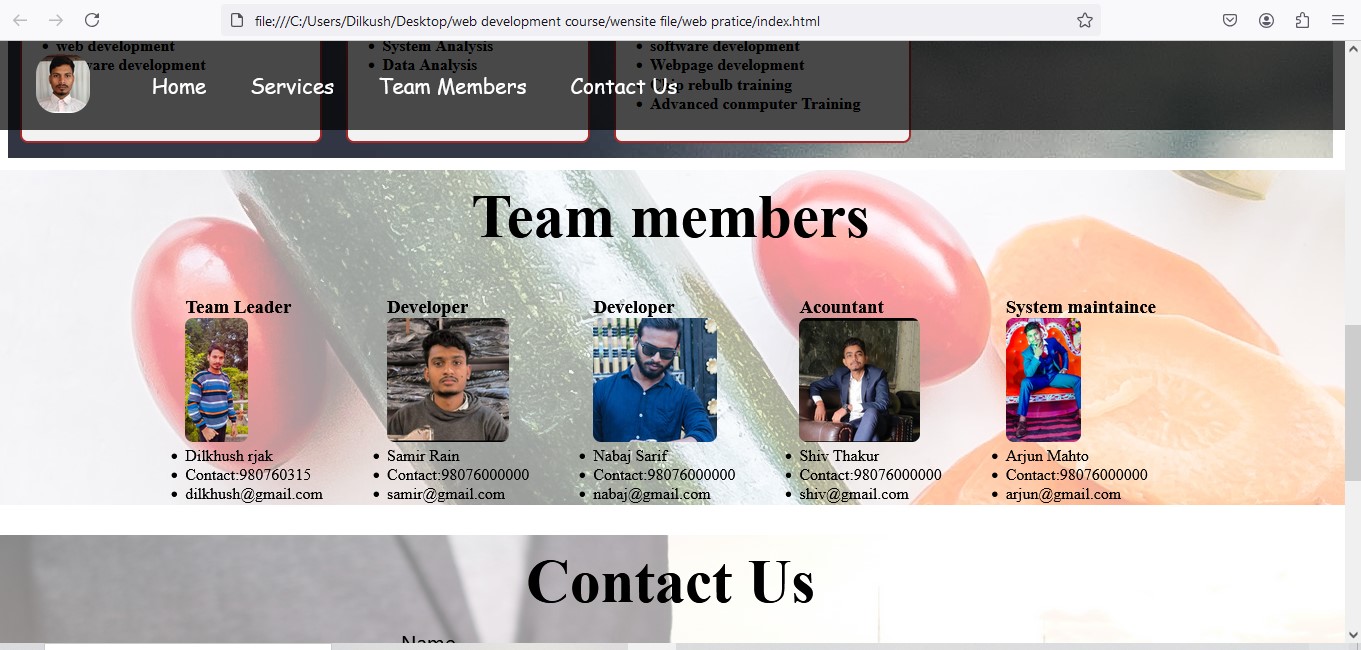 file:///C:/Users/Dilkush/Desktop/web development course/wensite file/web pratice/index.html
web development
System Analysis
software development
development
Data Analysis
Webpage development
rebulb training
Advanced conmputer Training
Home Services Team Members Contact Us
Team members
Team Leader
Developer
Developer
Acountant
System maintaince
Dilkhush rjak
Contact:980760315
dilkhush@gmail.com
Samir Rain
Contact:98076000000
samir@gmail.com
Nabaj Sarif
Contact:98076000000
nabaj@gmail.com
Shiv Thakur
Contact:98076000000
shiv@gmail.com
Arjun Mahto
Contact:98076000000
arjun@gmail.com
Contact Us
Name